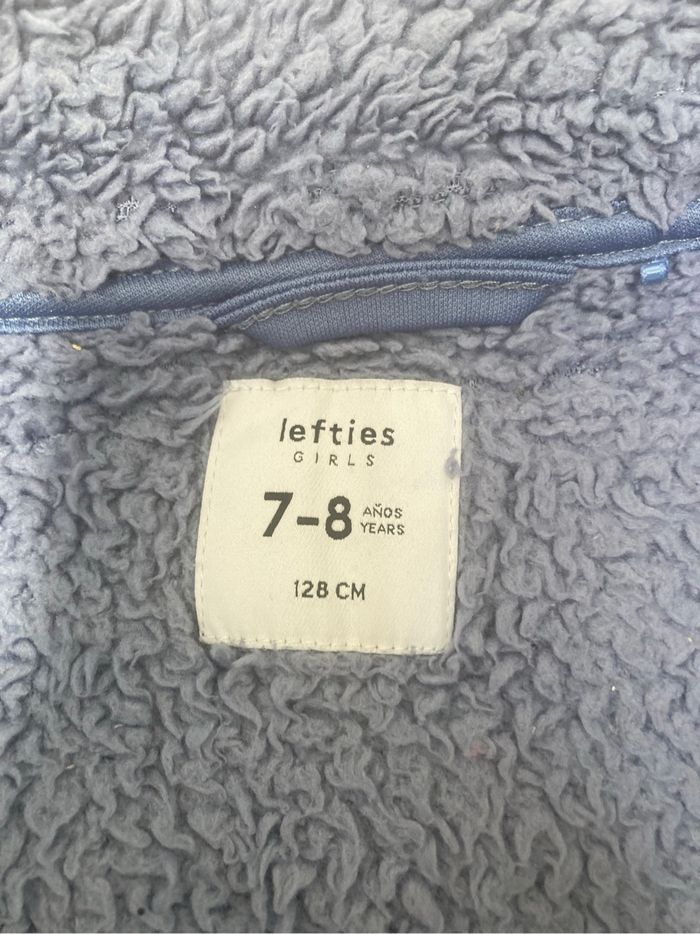 lefties
GIRLS
7-8 AÑOS
YEARS
128 CM